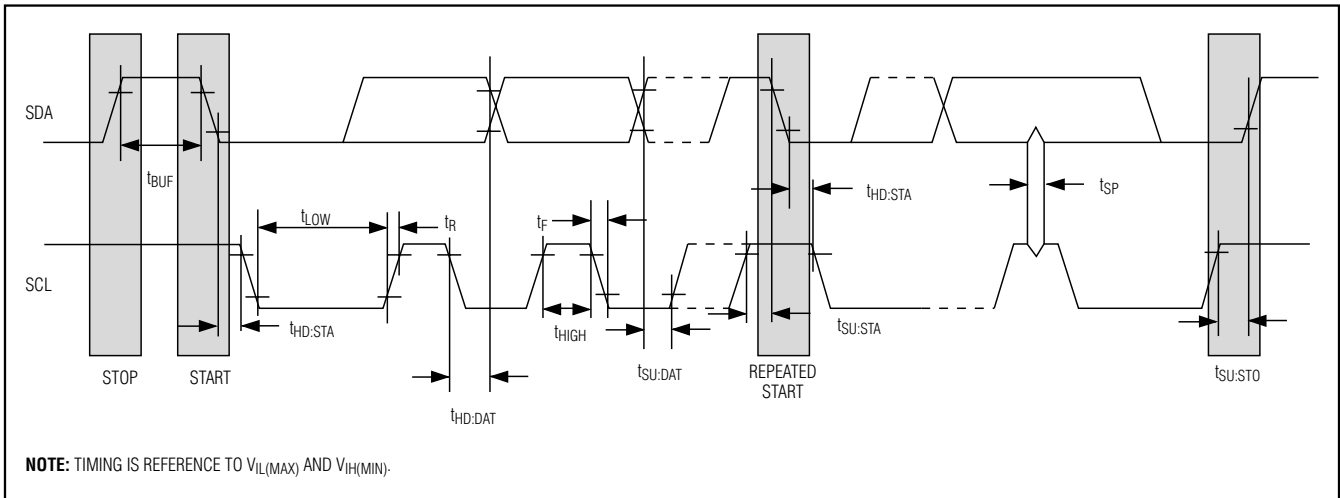 SDA
tBUF
tLOW
tR
tF
tHD:STA
tSP
SCL
tHD:STA
tHIGH
tSU:STA
STOP
START
tSU:DAT
REPEATED
START
tSU:STO
tHD:DAT
NOTE: TIMING IS REFERENCE TO VIL(MAX) AND VIH(MIN).